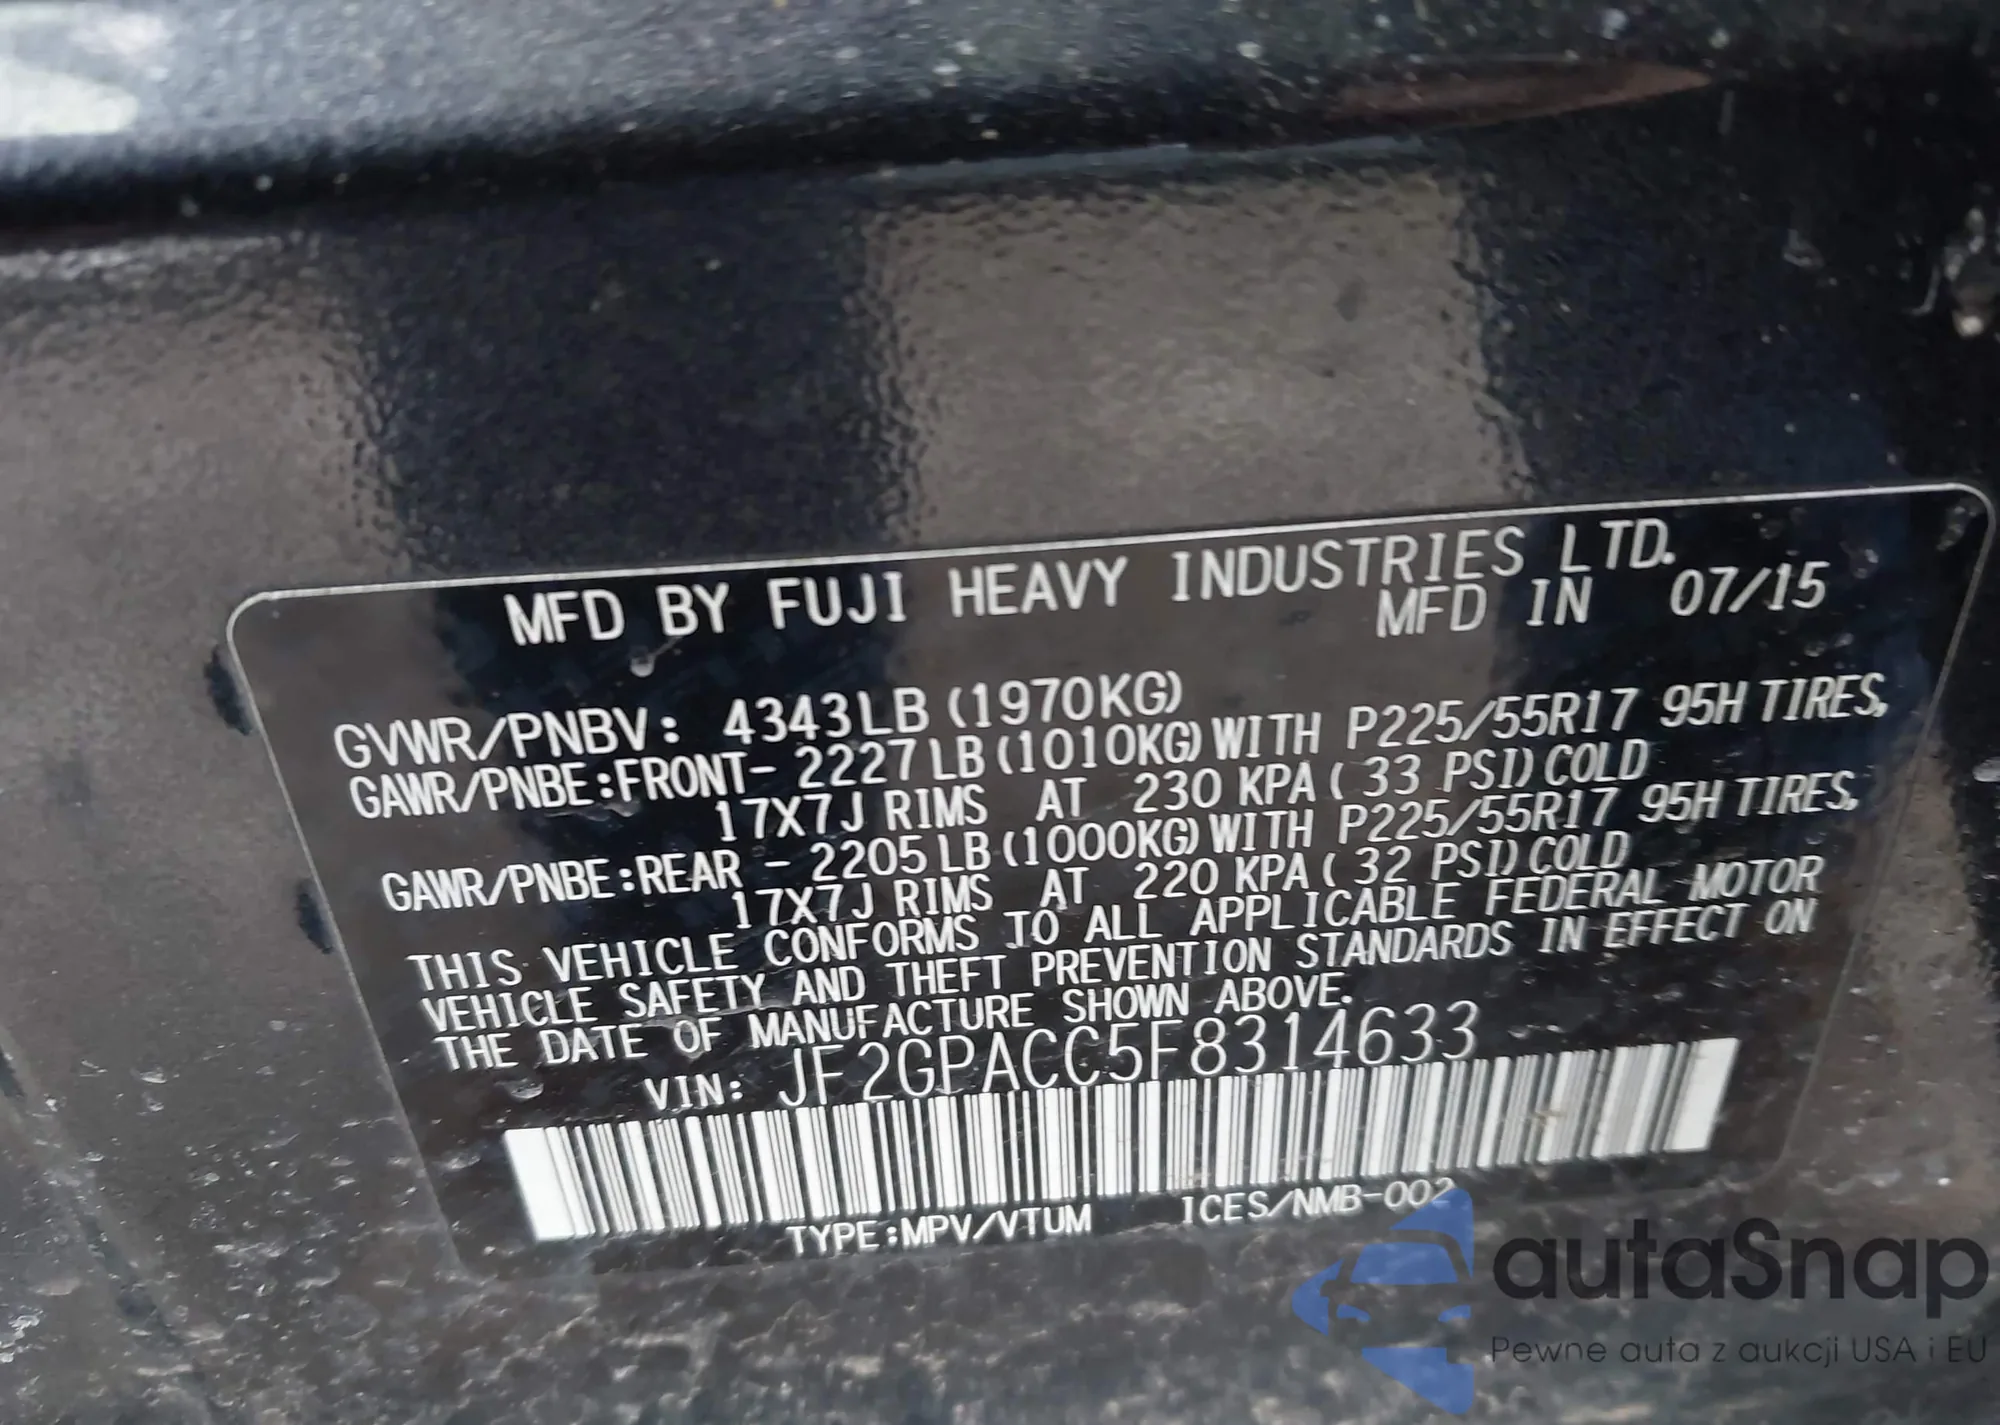 MFD BY FUJI HEAVY INDUSTRIES LTD.
MFD IN 07/15
GVWR/PNBV: 4343LB (1970KG)
GAWR/PNBE:FRONT- 2227LB (1010KG) WITH P225/55R17 95H TIRES,
17X7J RIMS AT 230 KPA ( 33 PSI) COLD
GAWR/PNBE:REAR - 2205LB (1000KG) WITH P225/55R17 95H TIRES,
17X7J RIMS AT 220 KPA ( 32 PSI) COLD
THIS VEHICLE CONFORMS TO ALL APPLICABLE FEDERAL MOTOR
VEHICLE SAFETY AND THEFT PREVENTION STANDARDS IN EFFECT ON
THE DATE OF MANUFACTURE SHOWN ABOVE.
VIN: JF2GPACC5F8314633
TYPE:MPV/VTUM ICES/NMB-002
autaSnap
Pewne auta z aukcji USA i EU